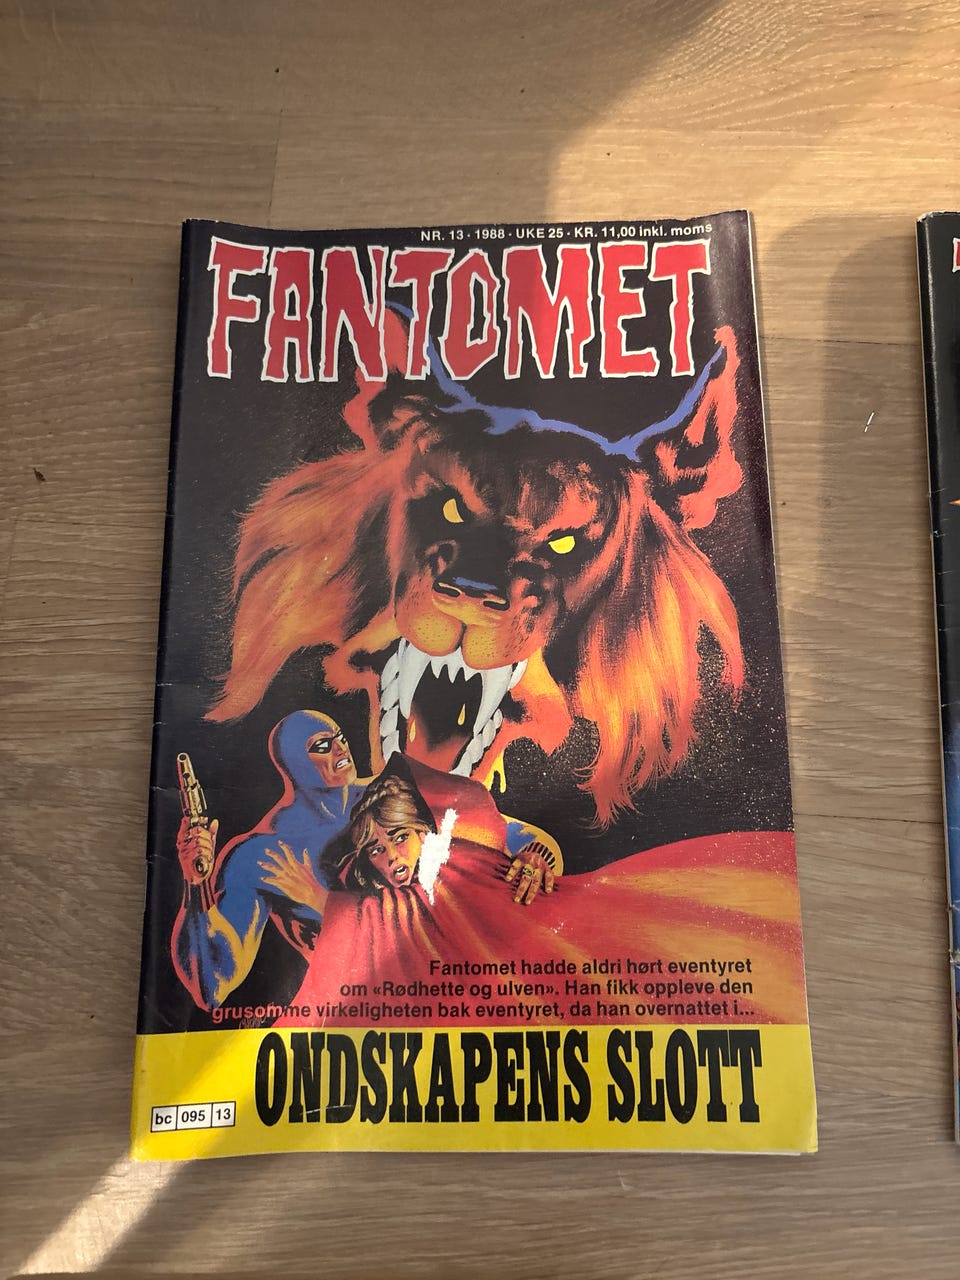 NR. 13 · 1988 · UKE 25 · KR. 11,00 inkl. moms
FANTOMET
Fantomet hadde aldri hørt eventyret
om «Rødhette og ulven». Han fikk oppleve den
grusomme virkeligheten bak eventyret, da han overnattet i...
ONDSKAPENS SLOTT
bc 095 13